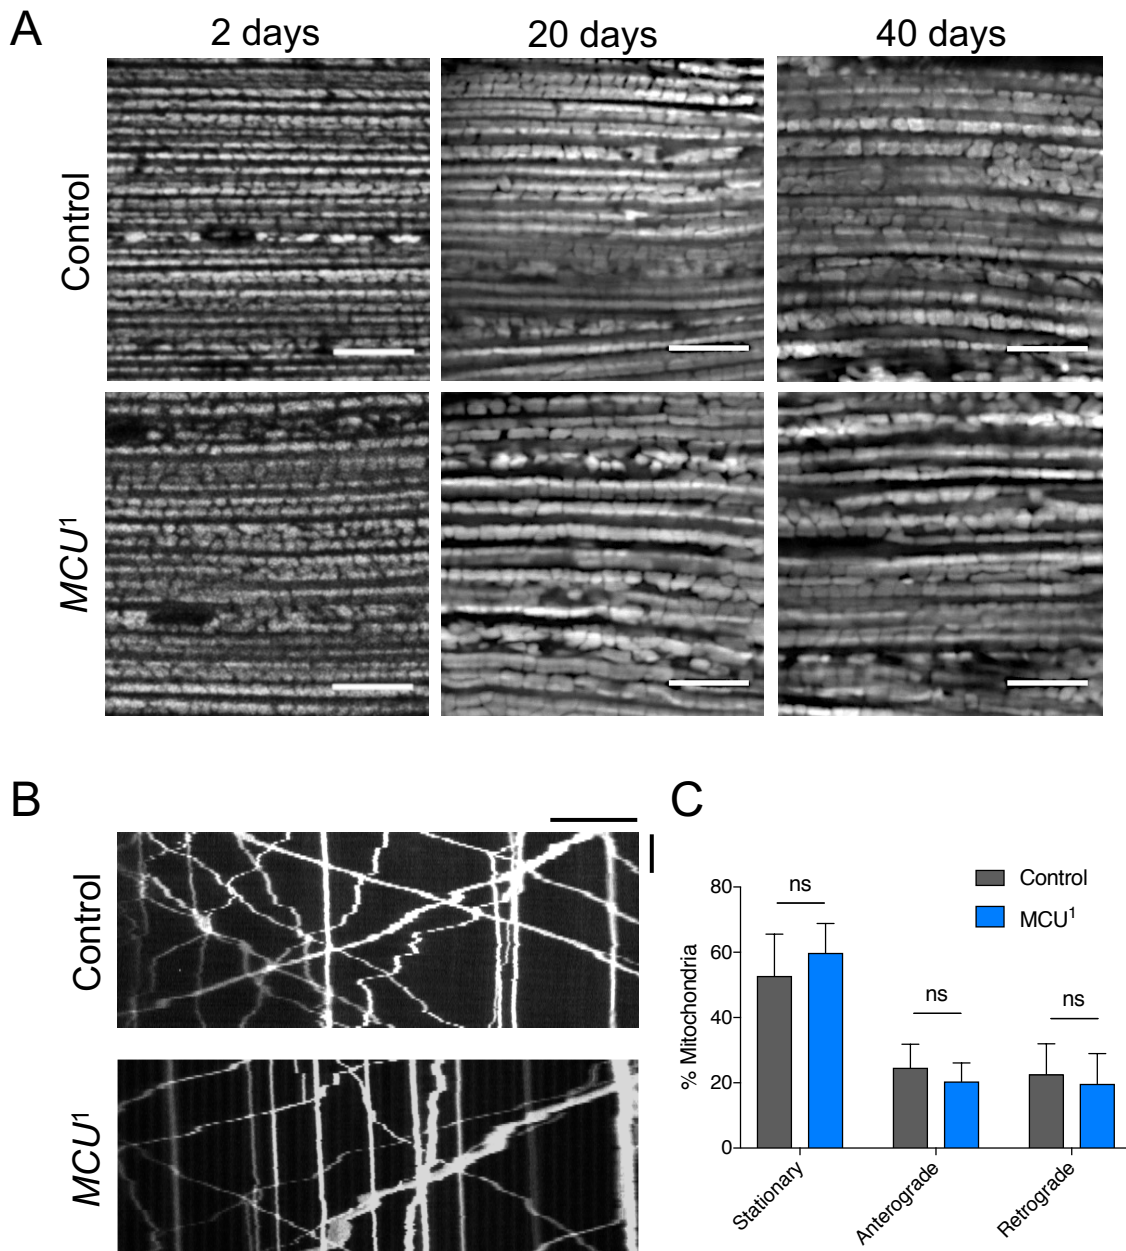 A
2 days
20 days
40 days
Control
MCU¹
B
Control
MCU¹
C
Control
MCU¹
% Mitochondria
80
60
40
20
0
ns
ns
ns
Stationary
Anterograde
Retrograde